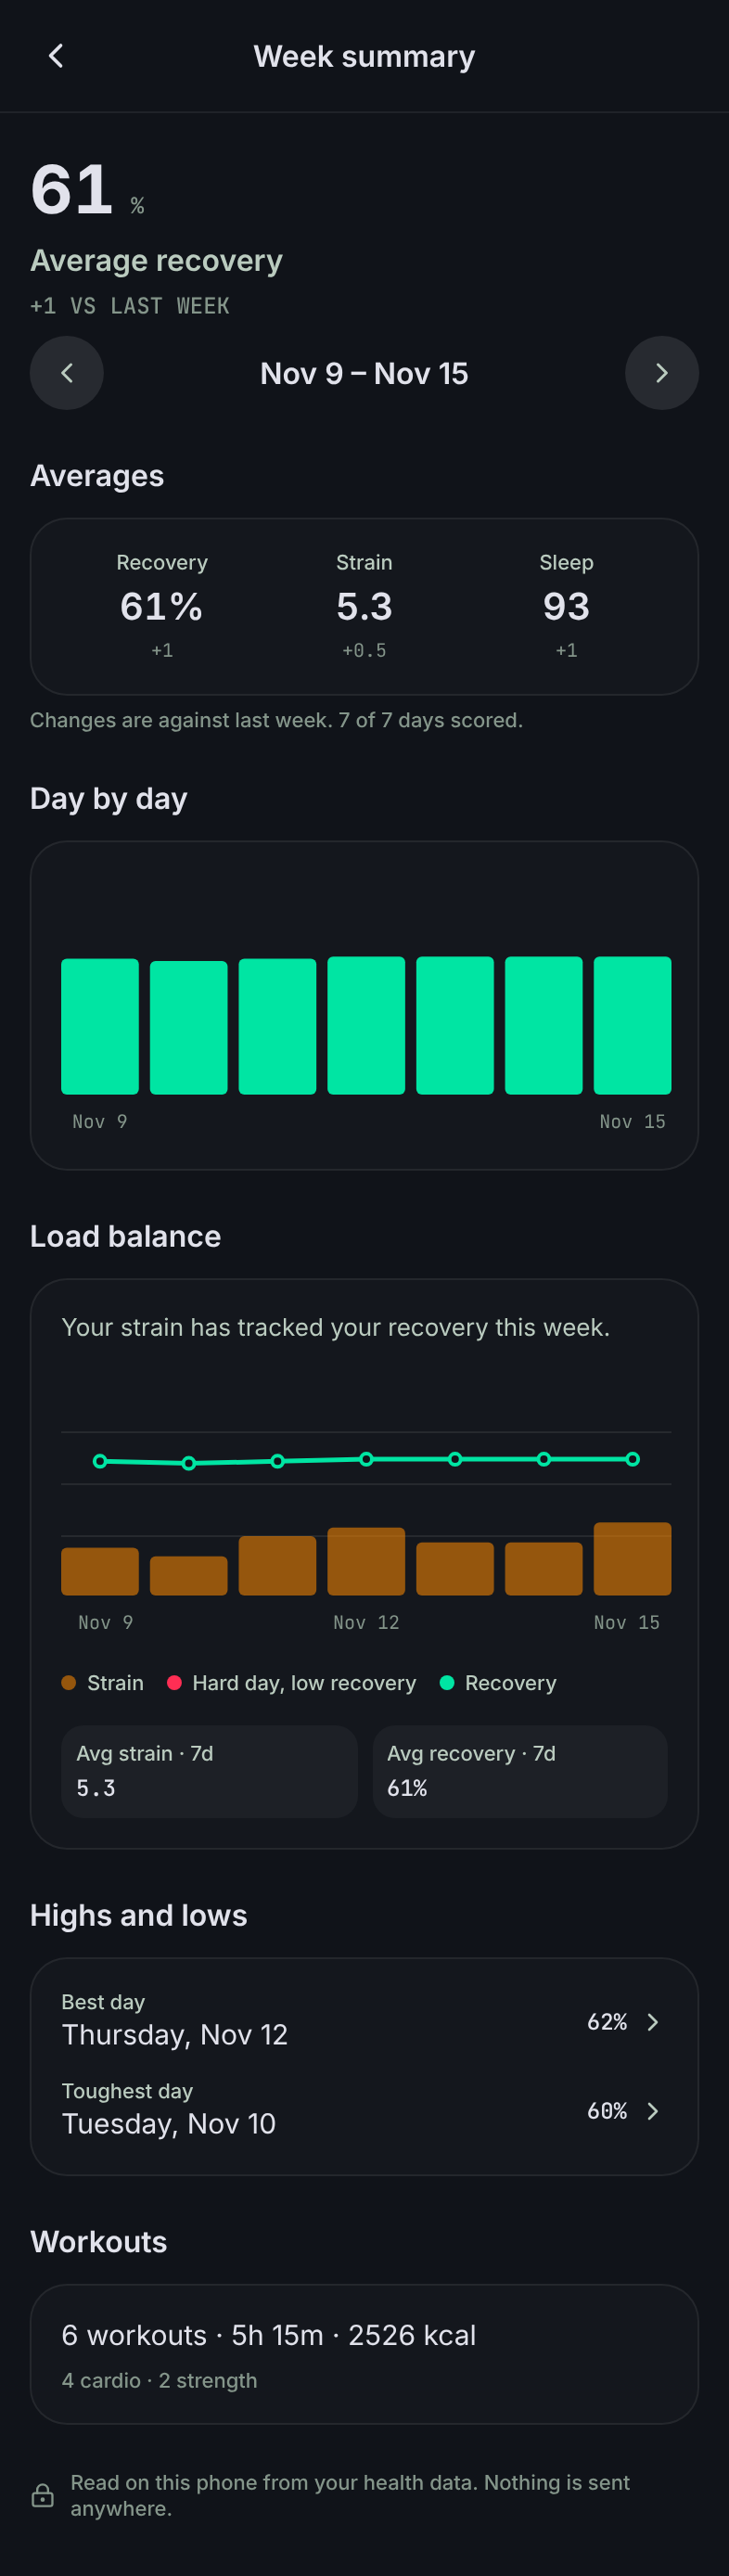 Week summary
61 %
Average recovery
+1 VS LAST WEEK
Nov 9 – Nov 15
Averages
Recovery Strain Sleep
61% 5.3 93
+1 +0.5 +1
Changes are against last week. 7 of 7 days scored.
Day by day
Nov 9 Nov 15
Load balance
Your strain has tracked your recovery this week.
Nov 9 Nov 12 Nov 15
Strain Hard day, low recovery Recovery
Avg strain · 7d Avg recovery · 7d
5.3 61%
Highs and lows
Best day
Thursday, Nov 12 62%
Toughest day
Tuesday, Nov 10 60%
Workouts
6 workouts · 5h 15m · 2526 kcal
4 cardio · 2 strength
Read on this phone from your health data. Nothing is sent
anywhere.